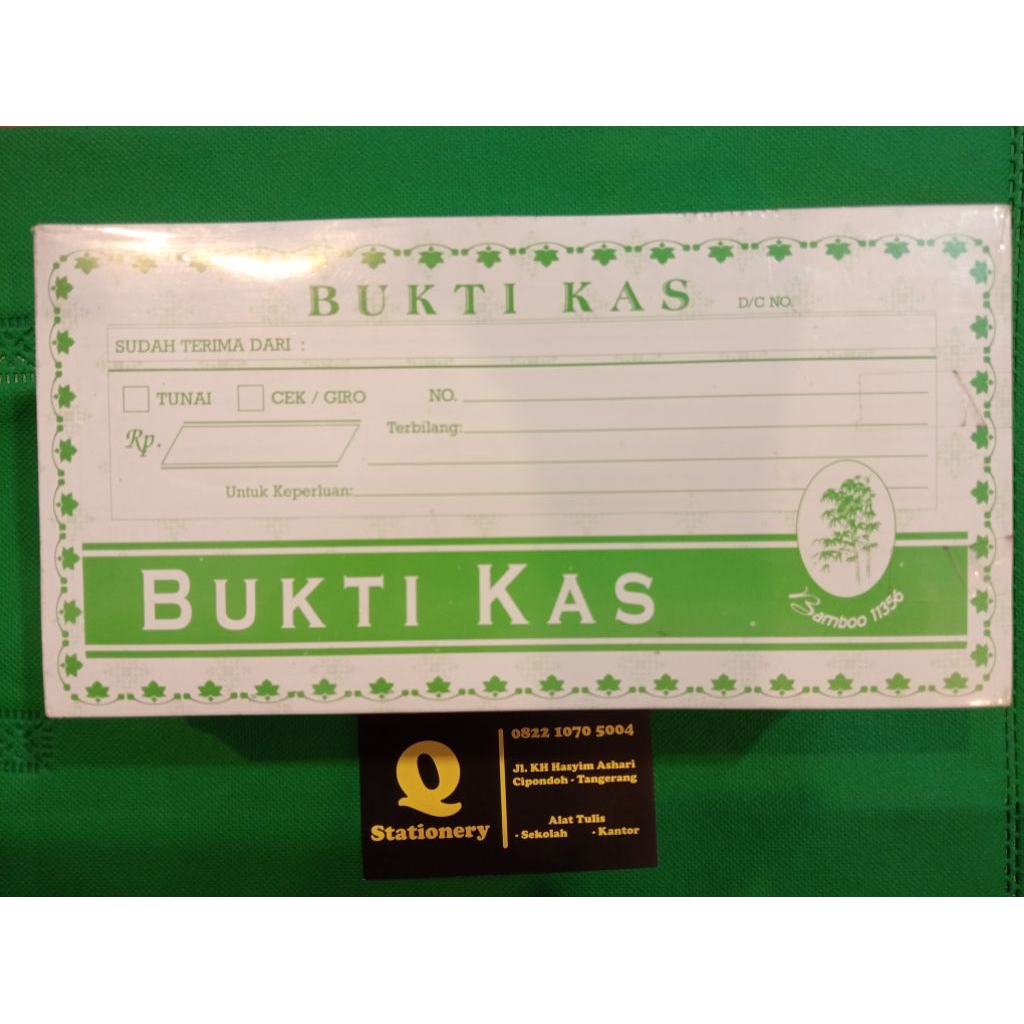 BUKTI KAS D/C NO.
SUDAH TERIMA DARI :
TUNAI CEK / GIRO NO.
Rp. Terbilang:
Untuk Keperluan:
BUKTI KAS
Bamboo 11356
Q
Stationery
0822 1070 5004
Jl. KH Hasyim Ashari
Cipondoh - Tangerang
Alat Tulis
- Sekolah - Kantor